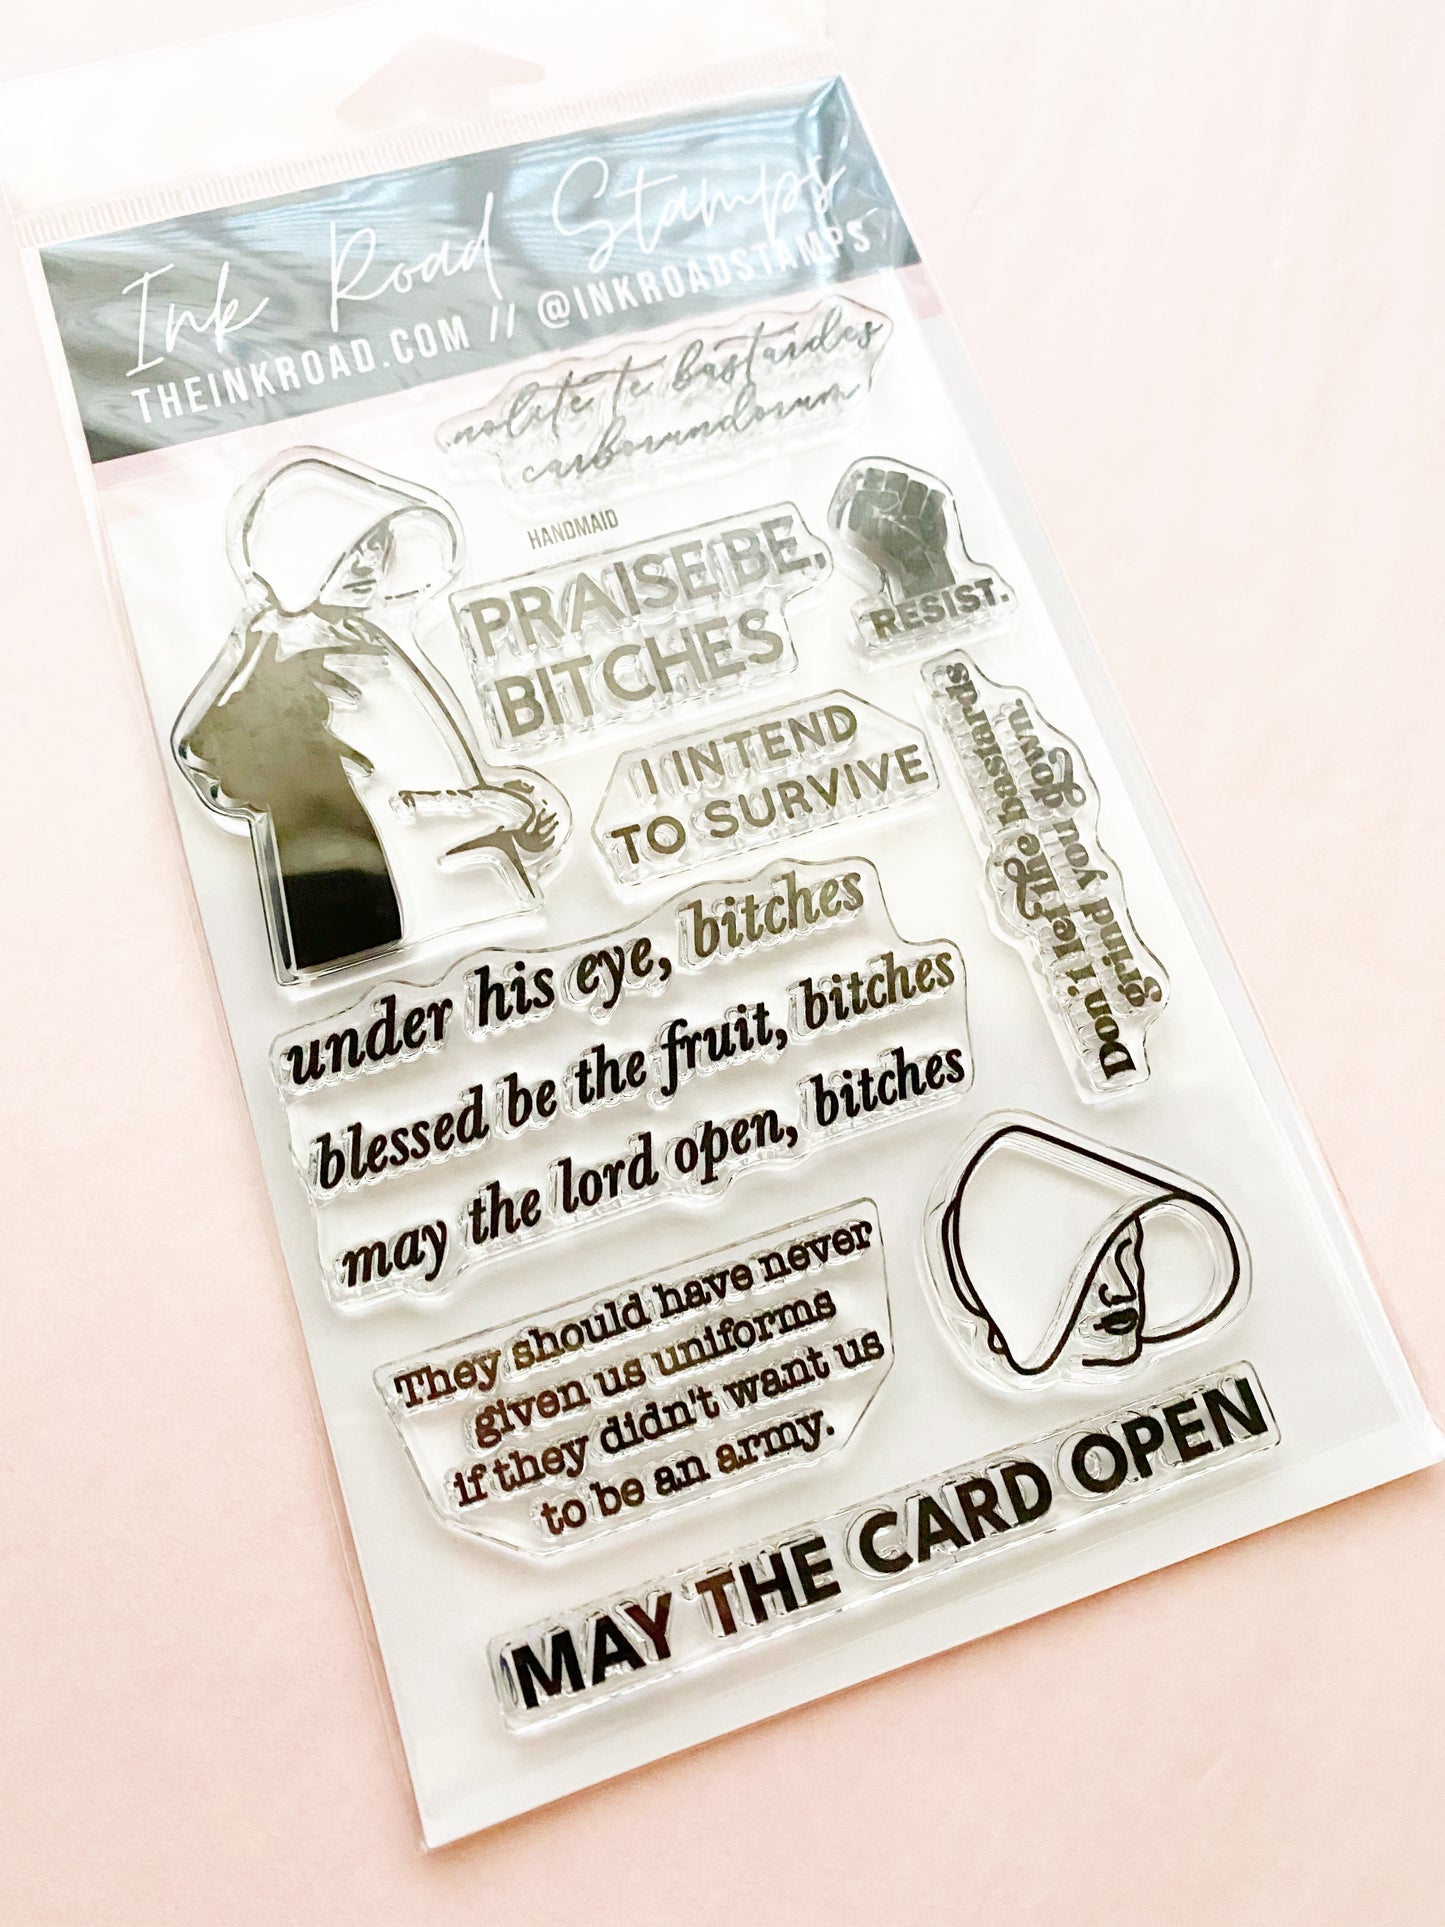 Ink Road Stamps
THEINKROAD.COM // @INKROADSTAMPS
nolite te bastardes
carborundorum
HANDMAID
PRAISE BE,
BITCHES
RESIST.
I INTEND
TO SURVIVE
Don't let the bastards
grind you down.
under his eye, bitches
blessed be the fruit, bitches
may the lord open, bitches
They should have never
given us uniforms
if they didn't want us
to be an army.
MAY THE CARD OPEN